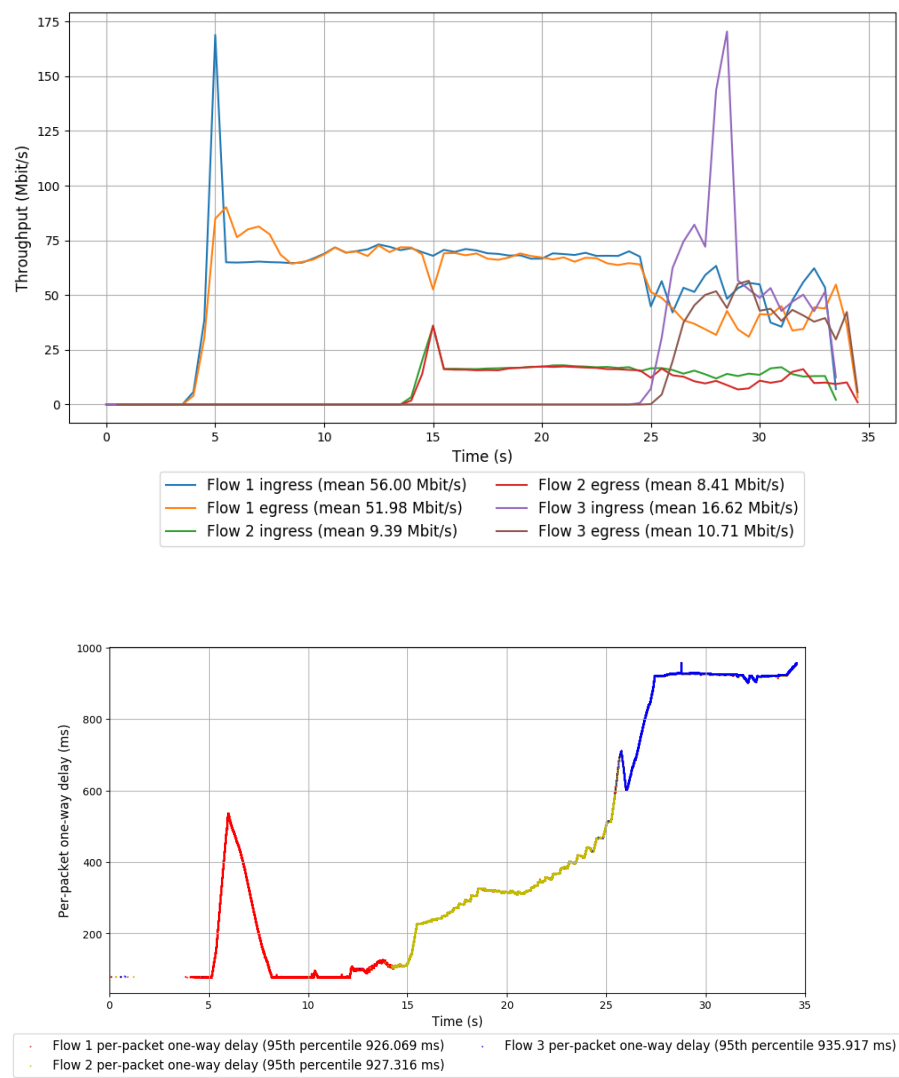 175
150
125
100
75
50
25
0
Throughput (Mbit/s)
0 5 10 15 20 25 30 35
Time (s)
Flow 1 ingress (mean 56.00 Mbit/s)
Flow 1 egress (mean 51.98 Mbit/s)
Flow 2 ingress (mean 9.39 Mbit/s)
Flow 2 egress (mean 8.41 Mbit/s)
Flow 3 ingress (mean 16.62 Mbit/s)
Flow 3 egress (mean 10.71 Mbit/s)
1000
800
600
400
200
Per-packet one-way delay (ms)
0 5 10 15 20 25 30 35
Time (s)
Flow 1 per-packet one-way delay (95th percentile 926.069 ms)
Flow 2 per-packet one-way delay (95th percentile 927.316 ms)
Flow 3 per-packet one-way delay (95th percentile 935.917 ms)